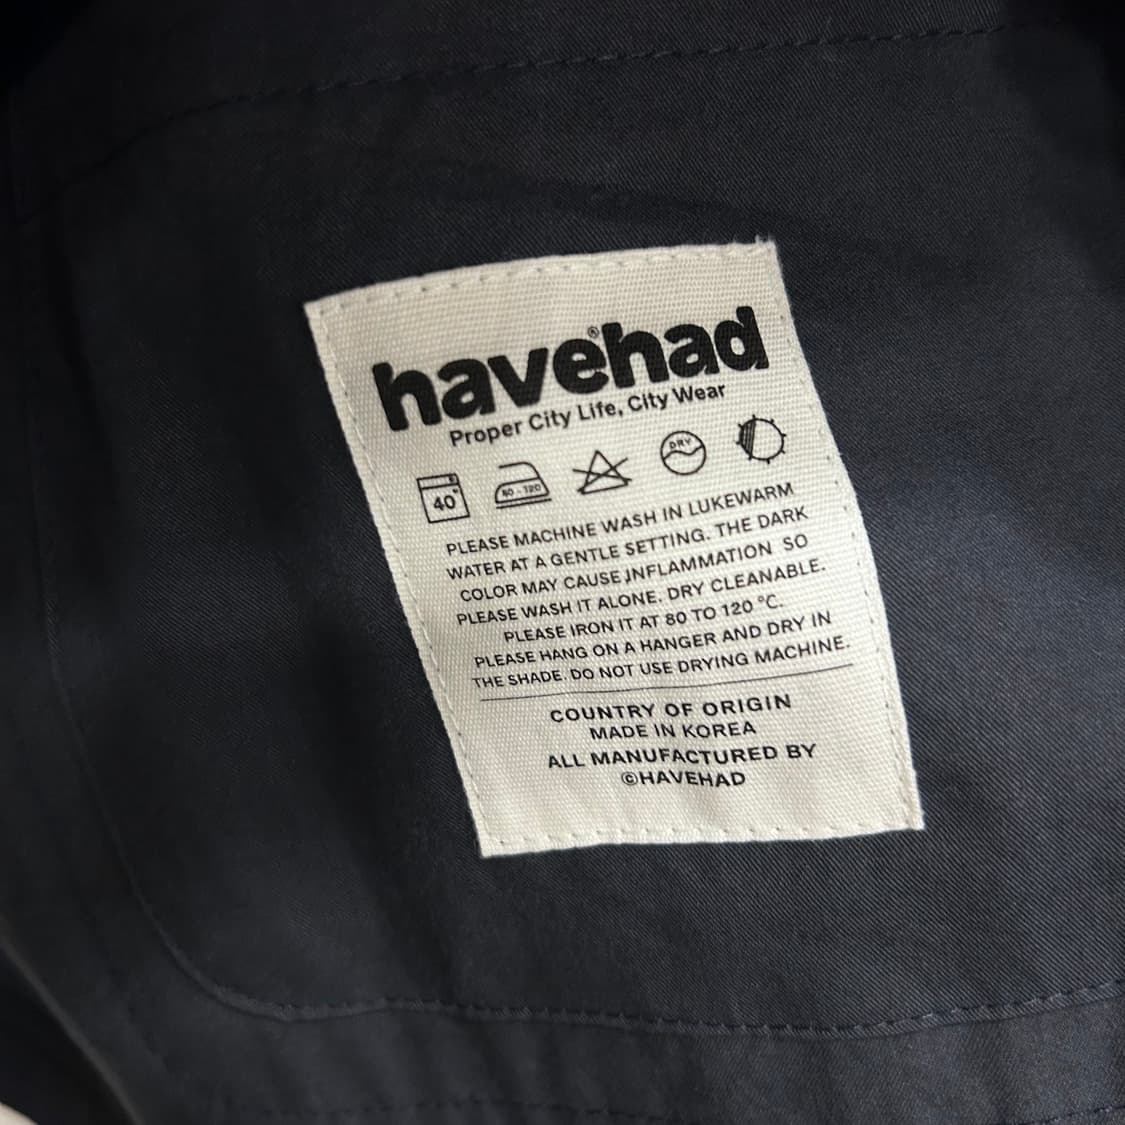 havehad®
Proper City Life, City Wear
40° 80 - 120 DRY
PLEASE MACHINE WASH IN LUKEWARM
WATER AT A GENTLE SETTING. THE DARK
COLOR MAY CAUSE INFLAMMATION SO
PLEASE WASH IT ALONE. DRY CLEANABLE.
PLEASE IRON IT AT 80 TO 120 °C.
PLEASE HANG ON A HANGER AND DRY IN
THE SHADE. DO NOT USE DRYING MACHINE.
COUNTRY OF ORIGIN
MADE IN KOREA
ALL MANUFACTURED BY
©HAVEHAD